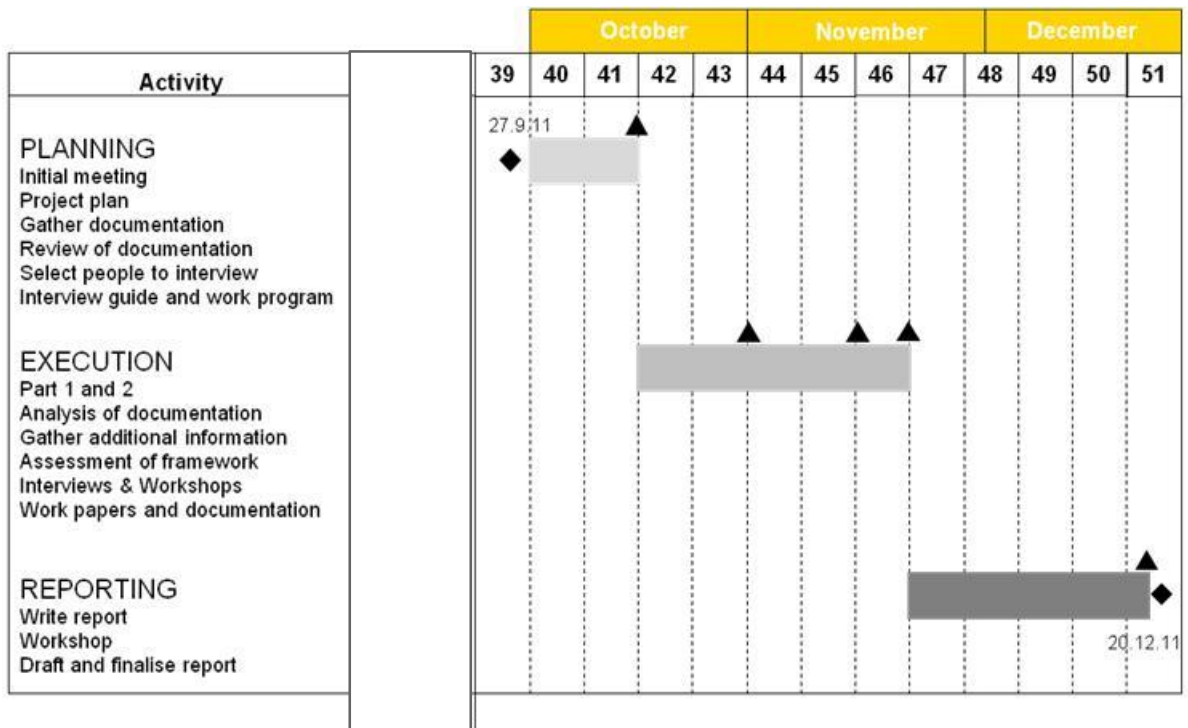 October November December
Activity 39 40 41 42 43 44 45 46 47 48 49 50 51
27.9.11
PLANNING
Initial meeting
Project plan
Gather documentation
Review of documentation
Select people to interview
Interview guide and work program
EXECUTION
Part 1 and 2
Analysis of documentation
Gather additional information
Assessment of framework
Interviews & Workshops
Work papers and documentation
REPORTING
Write report
Workshop
20.12.11
Draft and finalise report